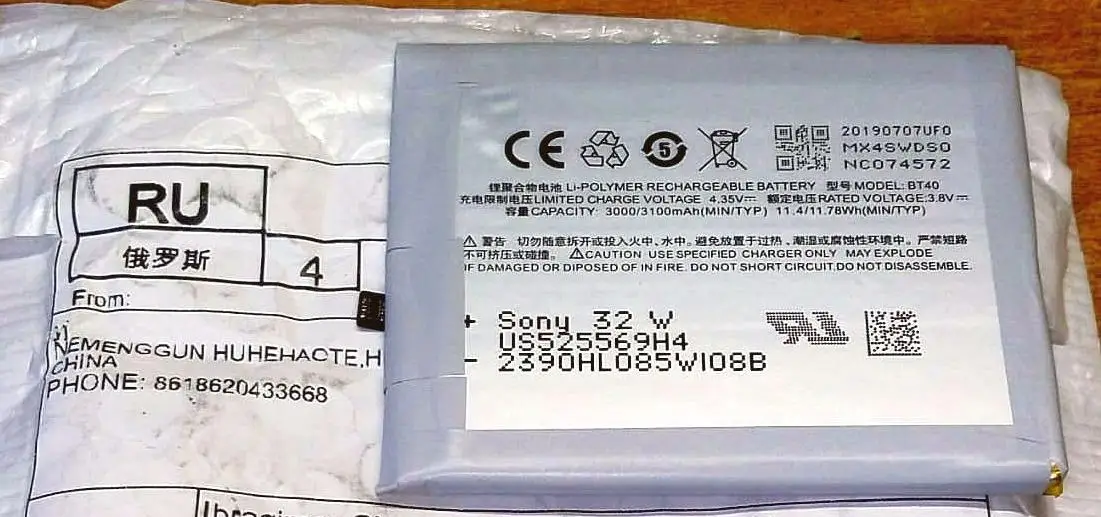 RU
俄罗斯
4
From:
NEMENGGUN HUHEHAOTE,H
CHINA
PHONE: 8618620433668
CE
5
20190707UF0
MX4SWDS0
NC074572
锂聚合物电池 Li-POLYMER RECHARGEABLE BATTERY 型号 MODEL: BT40
充电限制电压 LIMITED CHARGE VOLTAGE 4.35V⎓ 额定电压 RATED VOLTAGE:3.8V⎓
容量 CAPACITY: 3000/3100mAh(MIN/TYP) 11.4/11.78Wh(MIN/TYP)
⚠ 警告 切勿随意拆开或投入火中、水中。避免放置于过热、潮湿或腐蚀性环境中。严禁短路
不可挤压或碰撞。 ⚠CAUTION USE SPECIFIED CHARGER ONLY MAY EXPLODE
IF DAMAGED OR DIPOSED OF IN FIRE. DO NOT SHORT CIRCUIT.DO NOT DISASSEMBLE.
+ Sony 32 W
US525569H4
- 2390HL085WI08B